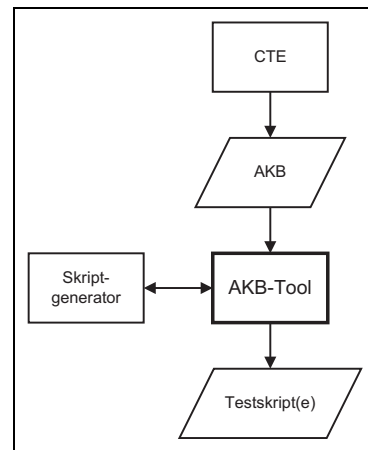 CTE
AKB
Skript-
generator
AKB-Tool
Testskript(e)